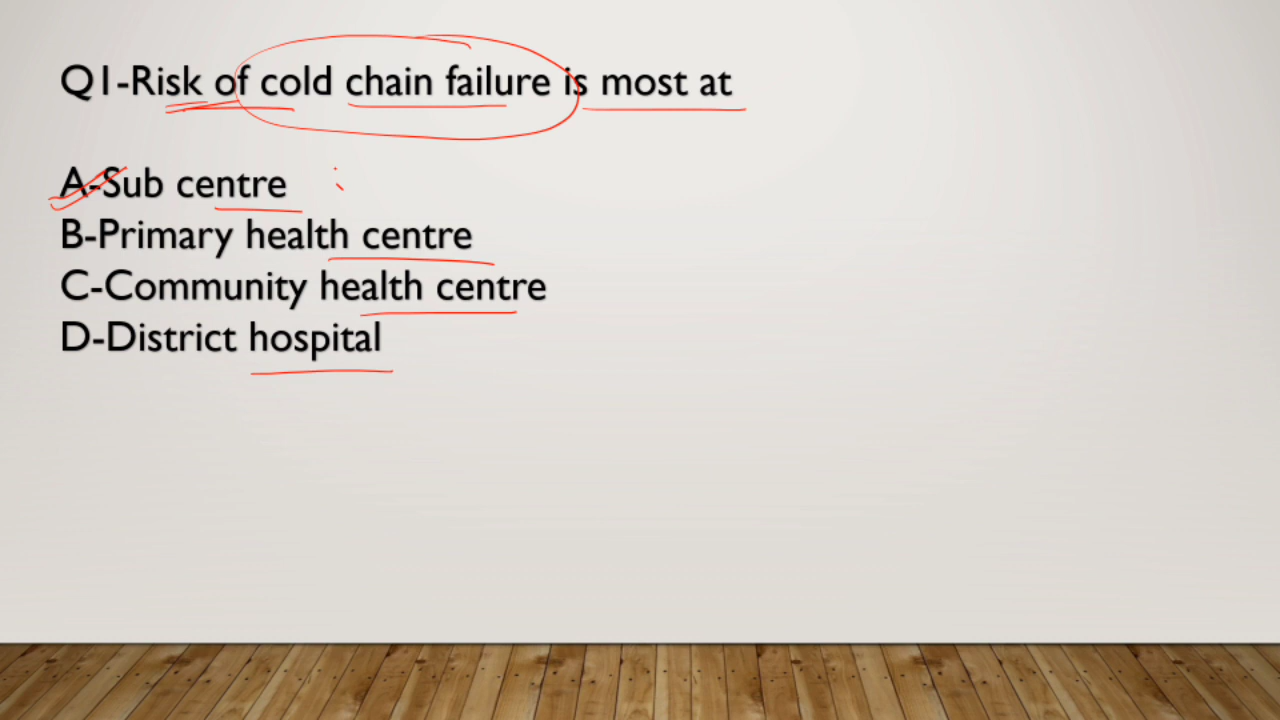 Q1-Risk of cold chain failure is most at
A-Sub centre
B-Primary health centre
C-Community health centre
D-District hospital